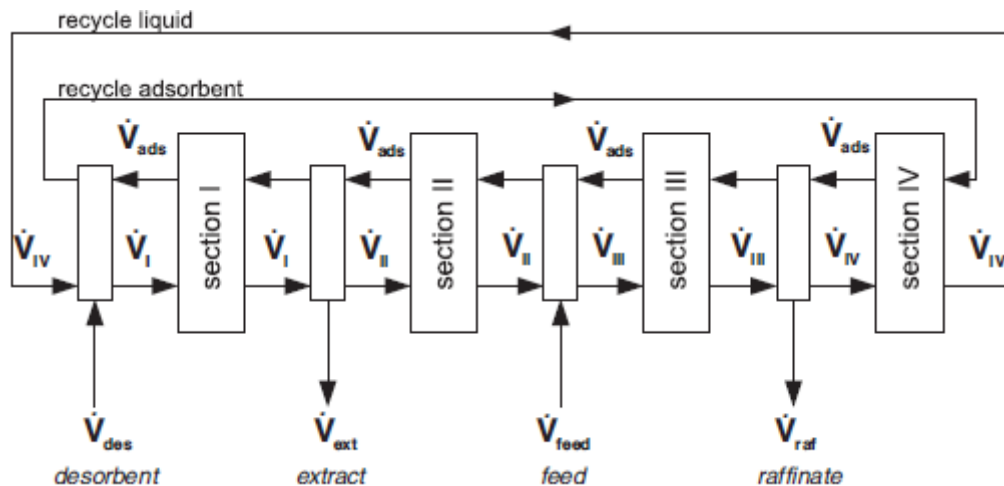 recycle liquid
recycle adsorbent
V̇ads V̇ads V̇ads V̇ads
section I section II section III section IV
V̇IV V̇I V̇I V̇II V̇II V̇III V̇III V̇IV V̇IV
V̇des V̇ext V̇feed V̇raf
desorbent extract feed raffinate